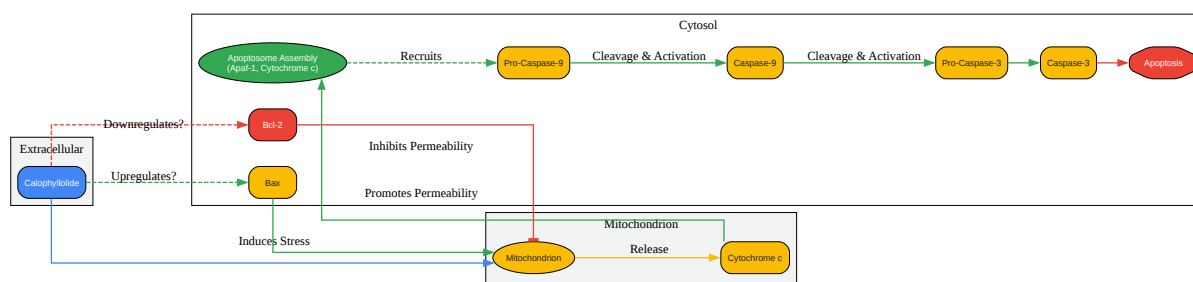 Cytosol
Apoptosome Assembly
(Apaf-1, Cytochrome c)
Recruits
Pro-Caspase-9
Cleavage & Activation
Caspase-9
Cleavage & Activation
Pro-Caspase-3
Caspase-3
Apoptosis
Downregulates?
Bcl-2
Inhibits Permeability
Extracellular
Calophyllolide
Upregulates?
Bax
Promotes Permeability
Mitochondrion
Induces Stress
Mitochondrion
Release
Cytochrome c